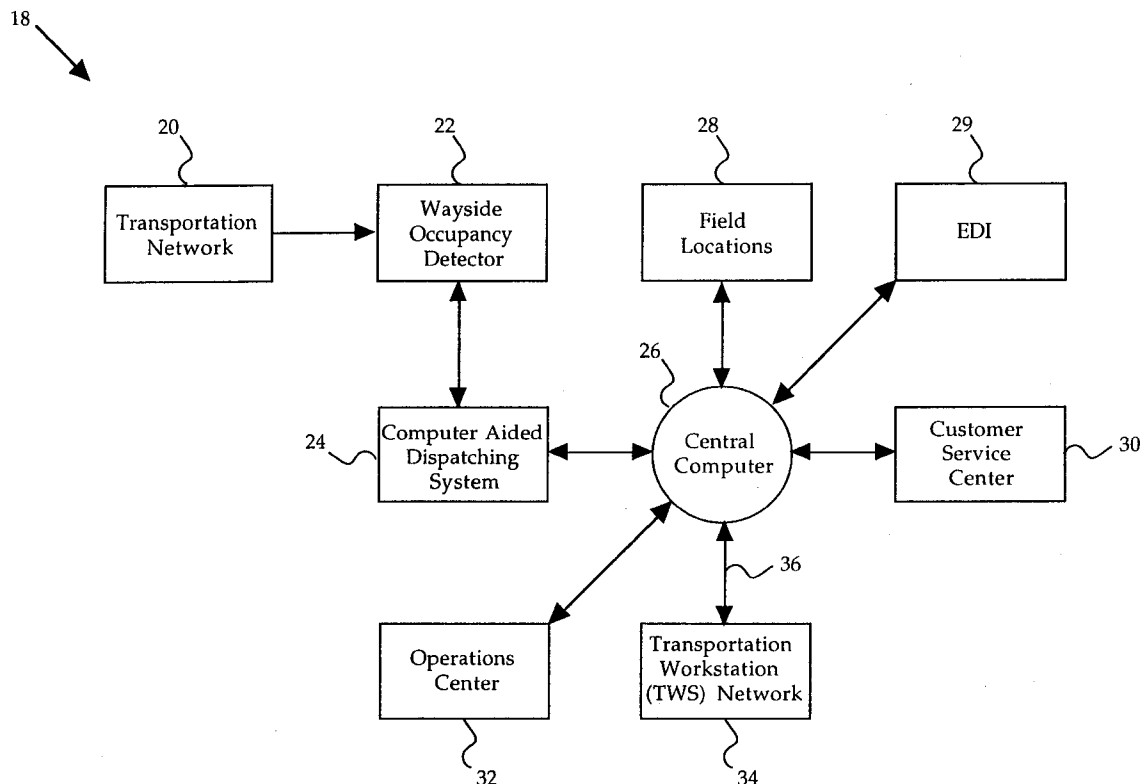 18
20
22
28
29
Transportation
Network
Wayside
Occupancy
Detector
Field
Locations
EDI
26
24
Computer Aided
Dispatching
System
Central
Computer
Customer
Service
Center
30
36
Operations
Center
Transportation
Workstation
(TWS) Network
32
34